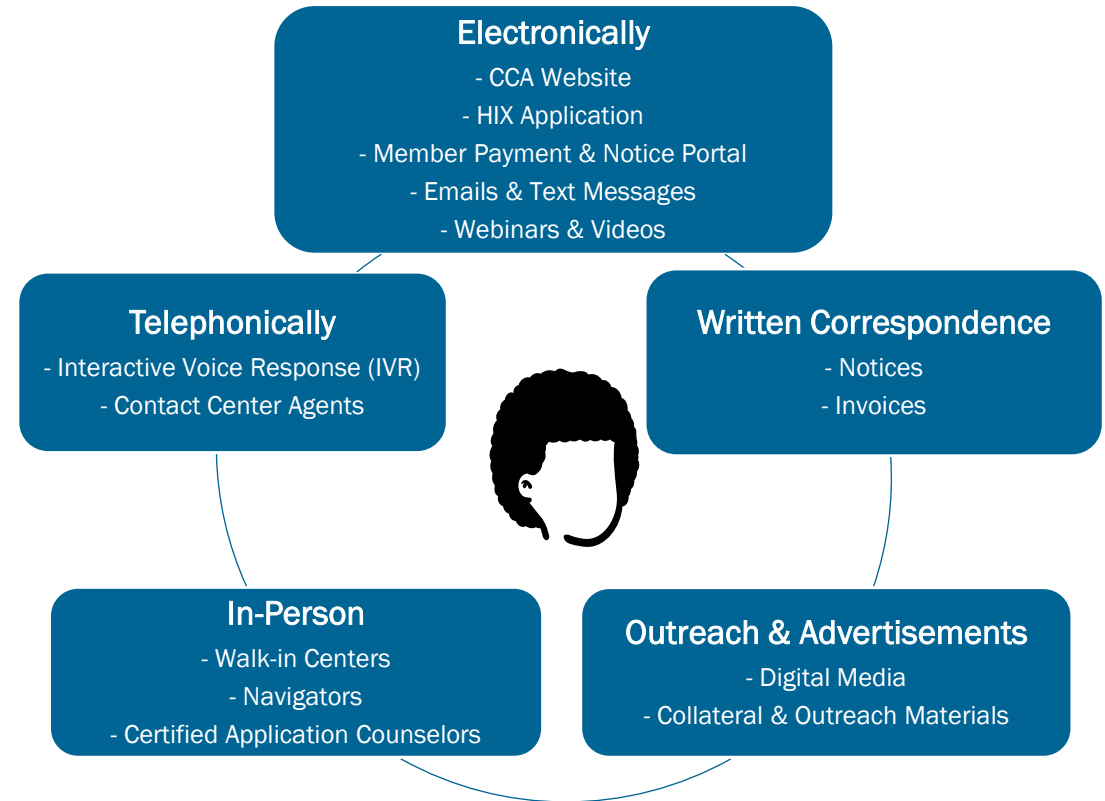 Electronically
- CCA Website
- HIX Application
- Member Payment & Notice Portal
- Emails & Text Messages
- Webinars & Videos
Telephonically
- Interactive Voice Response (IVR)
- Contact Center Agents
Written Correspondence
- Notices
- Invoices
In-Person
- Walk-in Centers
- Navigators
- Certified Application Counselors
Outreach & Advertisements
- Digital Media
- Collateral & Outreach Materials